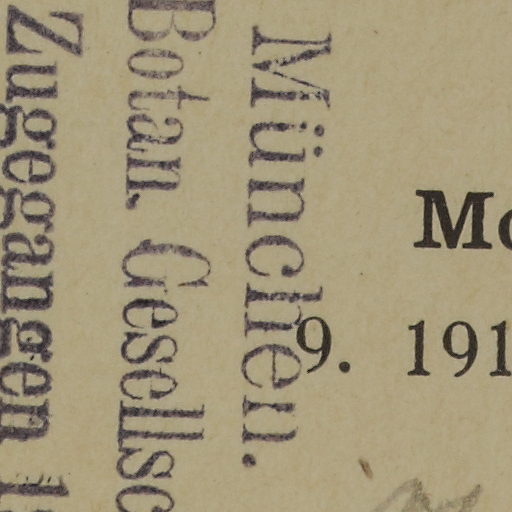 München.
Botan. Gesellsc
Zugegangen
Mo
9. 191